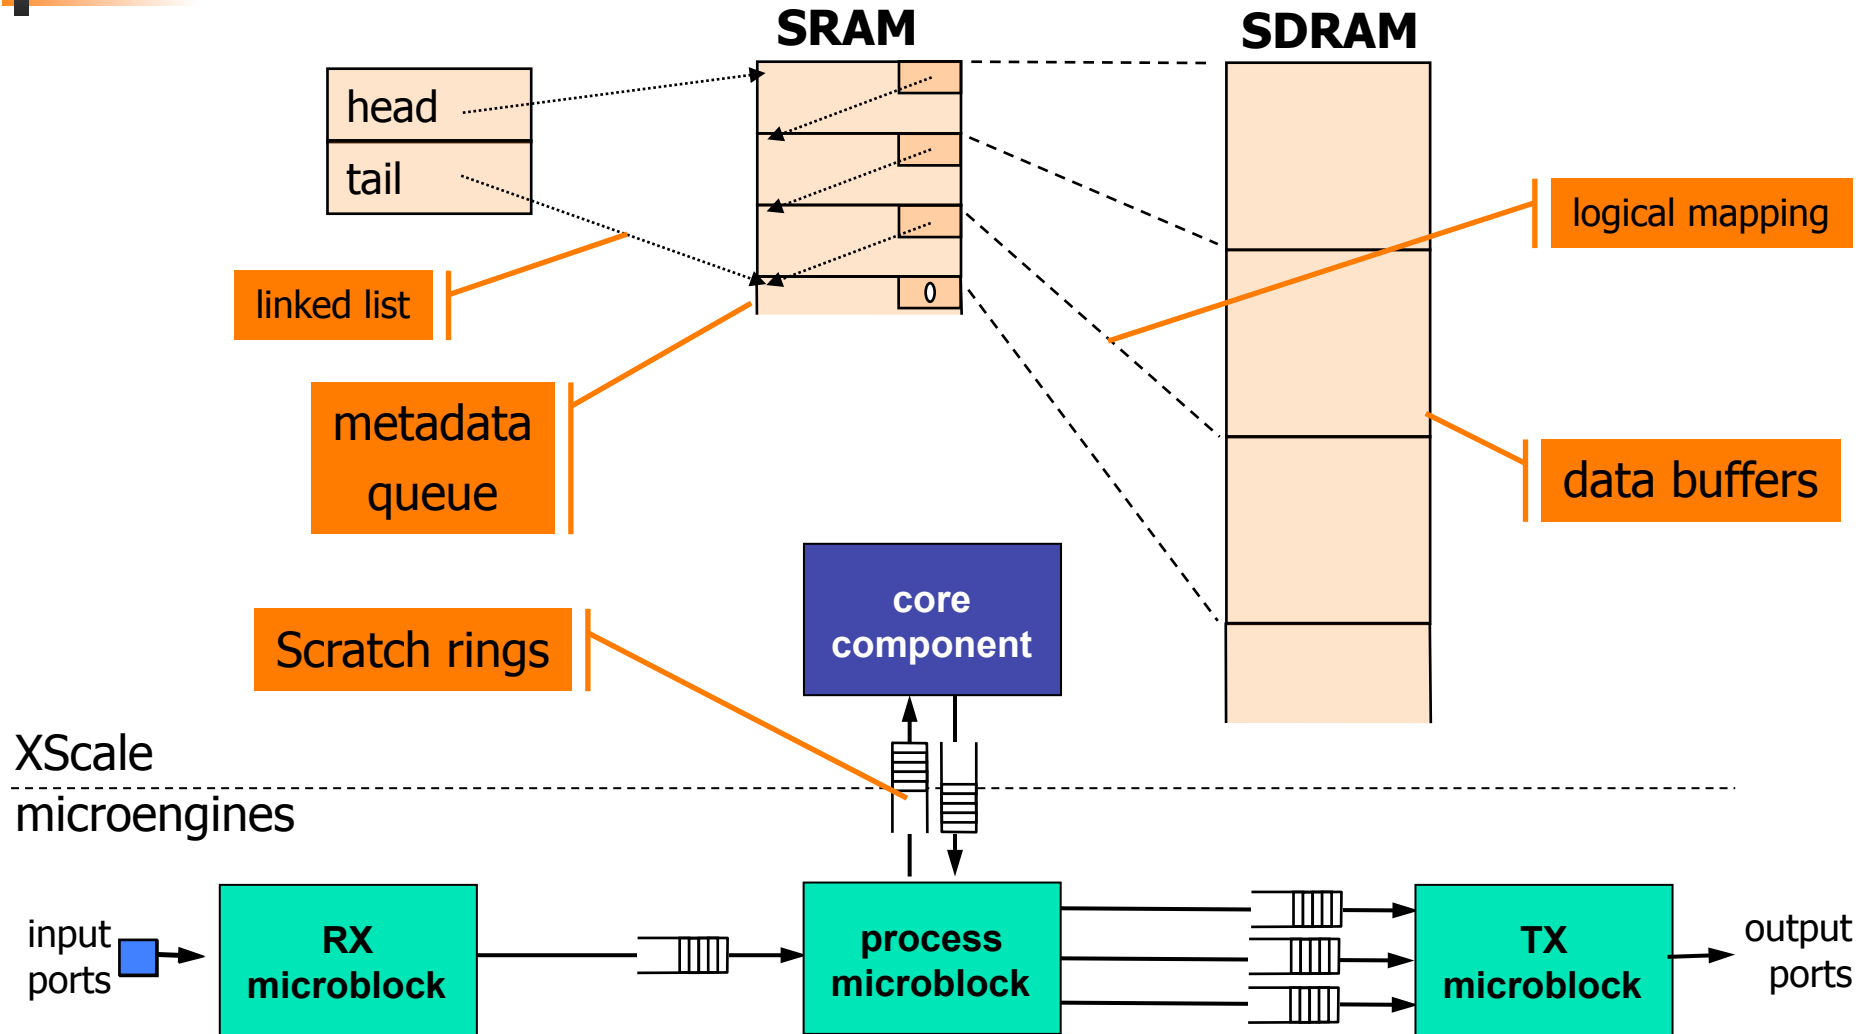 SRAM
SDRAM
head
tail
0
logical mapping
linked list
metadata
queue
data buffers
core
component
Scratch rings
XScale
microengines
input
ports
RX
microblock
process
microblock
TX
microblock
output
ports